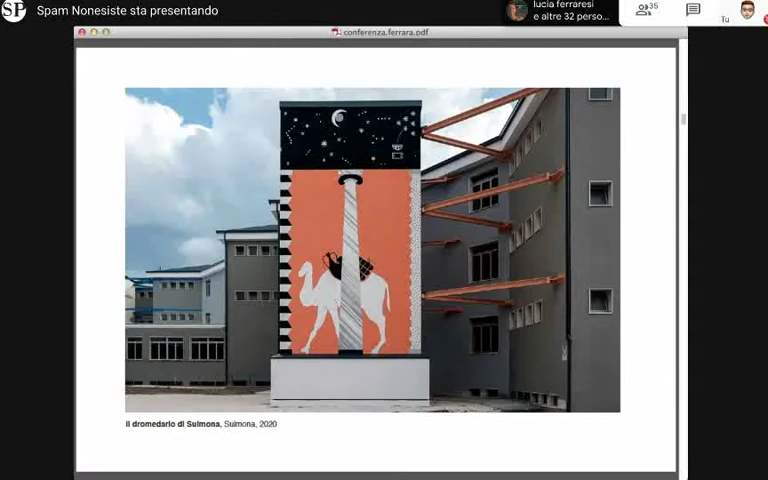 SP
Spam Nonesiste sta presentando
lucia ferraresi
e altre 32 perso...
35
Tu
conferenza.ferrara.pdf
Il dromedario di Sulmona, Sulmona, 2020